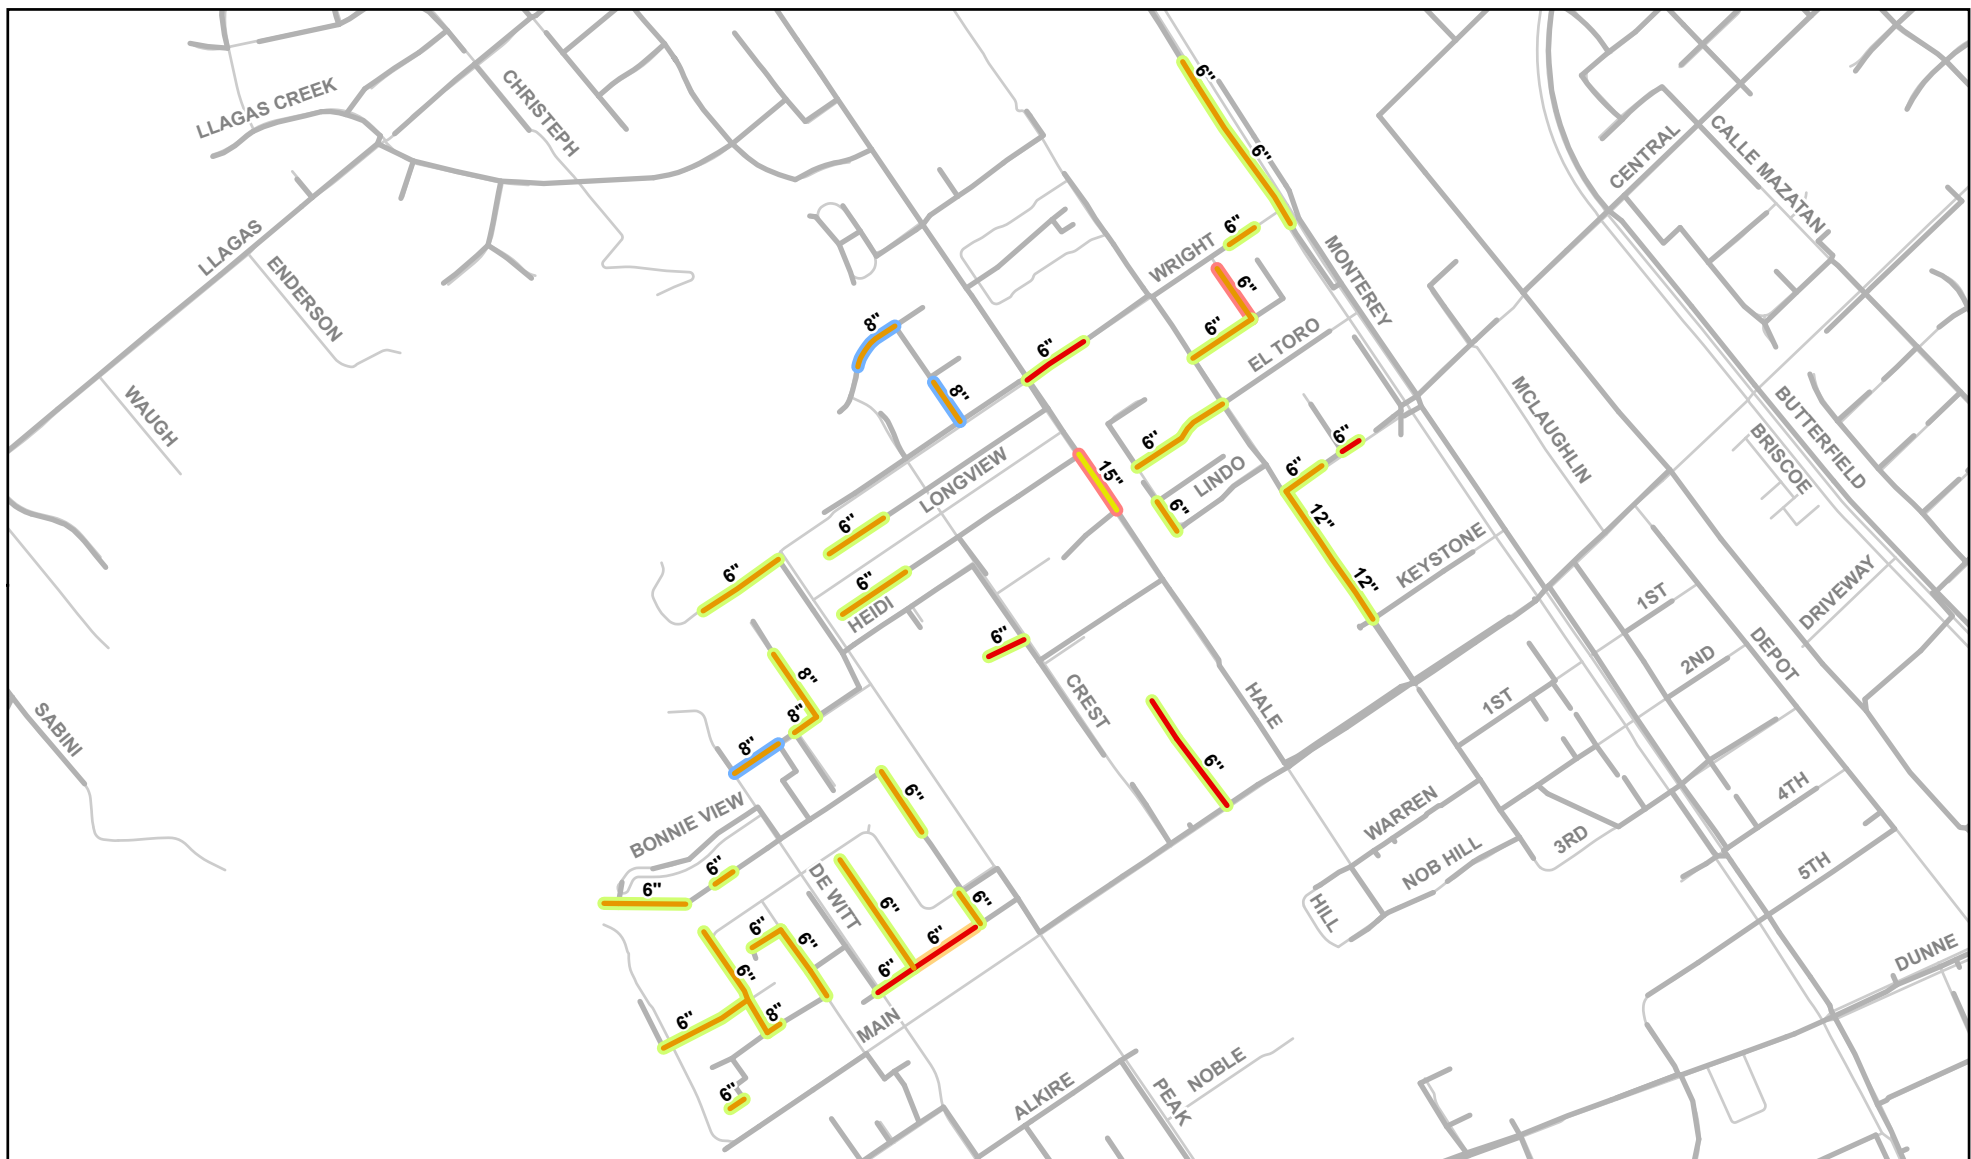 LLAGAS CREEK
CHRISTEPH
6"
6"
CENTRAL
CALLE MAZATAN
LLAGAS
ENDERSON
WRIGHT
6"
MONTEREY
6"
6"
EL TORO
8"
6"
8"
WAUGH
MCLAUGHLIN
BUTTERFIELD
BRISCOE
6"
6"
6"
LONGVIEW
15"
LINDO
6"
12"
6"
KEYSTONE
12"
6"
6"
HEIDI
1ST
DRIVEWAY
6"
8"
8"
CREST
HALE
2ND
DEPOT
1ST
SABINI
8"
6"
6"
4TH
BONNIE VIEW
WARREN
3RD
NOB HILL
5TH
6"
6"
DE WITT
6"
6"
HILL
6"
6"
6"
6"
6"
DUNNE
6"
8"
MAIN
6"
NOBLE
ALKIRE
PEAK